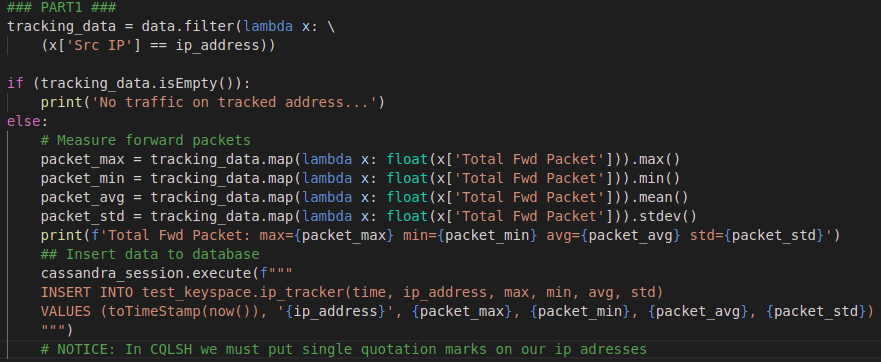 ### PART1 ###
tracking_data = data.filter(lambda x: \
    (x['Src IP'] == ip_address))

if (tracking_data.isEmpty()):
    print('No traffic on tracked address...')
else:
    # Measure forward packets
    packet_max = tracking_data.map(lambda x: float(x['Total Fwd Packet'])).max()
    packet_min = tracking_data.map(lambda x: float(x['Total Fwd Packet'])).min()
    packet_avg = tracking_data.map(lambda x: float(x['Total Fwd Packet'])).mean()
    packet_std = tracking_data.map(lambda x: float(x['Total Fwd Packet'])).stdev()
    print(f'Total Fwd Packet: max={packet_max} min={packet_min} avg={packet_avg} std={packet_std}')
    ## Insert data to database
    cassandra_session.execute(f"""
    INSERT INTO test_keyspace.ip_tracker(time, ip_address, max, min, avg, std)
    VALUES (toTimeStamp(now()), '{ip_address}', {packet_max}, {packet_min}, {packet_avg}, {packet_std})
    """)
    # NOTICE: In CQLSH we must put single quotation marks on our ip adresses